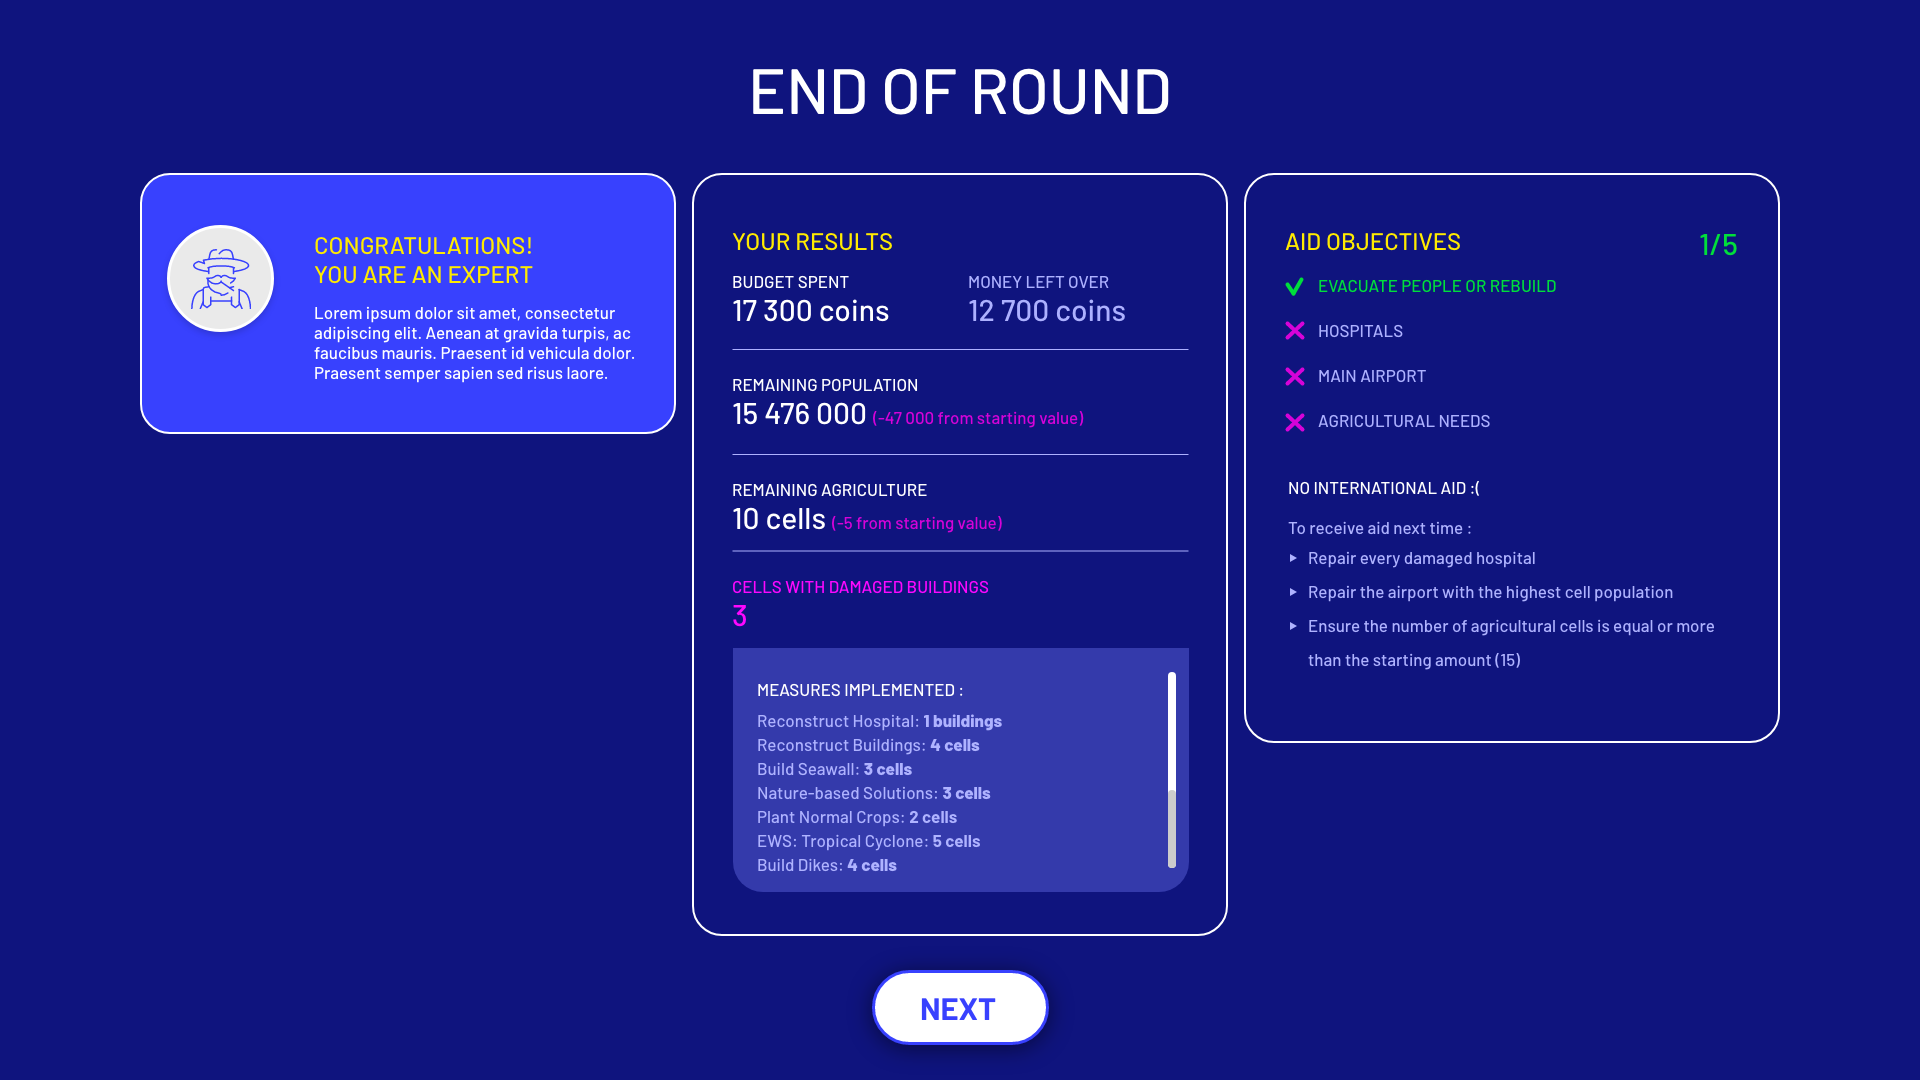 END OF ROUND
CONGRATULATIONS!
YOU ARE AN EXPERT
Lorem ipsum dolor sit amet, consectetur
adipiscing elit. Aenean at gravida turpis, ac
faucibus mauris. Praesent id vehicula dolor.
Praesent semper sapien sed risus laore.
YOUR RESULTS
BUDGET SPENT
17 300 coins
MONEY LEFT OVER
12 700 coins
REMAINING POPULATION
15 476 000 (-47 000 from starting value)
REMAINING AGRICULTURE
10 cells (-5 from starting value)
CELLS WITH DAMAGED BUILDINGS
3
MEASURES IMPLEMENTED :
Reconstruct Hospital: 1 buildings
Reconstruct Buildings: 4 cells
Build Seawall: 3 cells
Nature-based Solutions: 3 cells
Plant Normal Crops: 2 cells
EWS: Tropical Cyclone: 5 cells
Build Dikes: 4 cells
AID OBJECTIVES
1/5
EVACUATE PEOPLE OR REBUILD
HOSPITALS
MAIN AIRPORT
AGRICULTURAL NEEDS
NO INTERNATIONAL AID :(
To receive aid next time :
Repair every damaged hospital
Repair the airport with the highest cell population
Ensure the number of agricultural cells is equal or more
than the starting amount (15)
NEXT